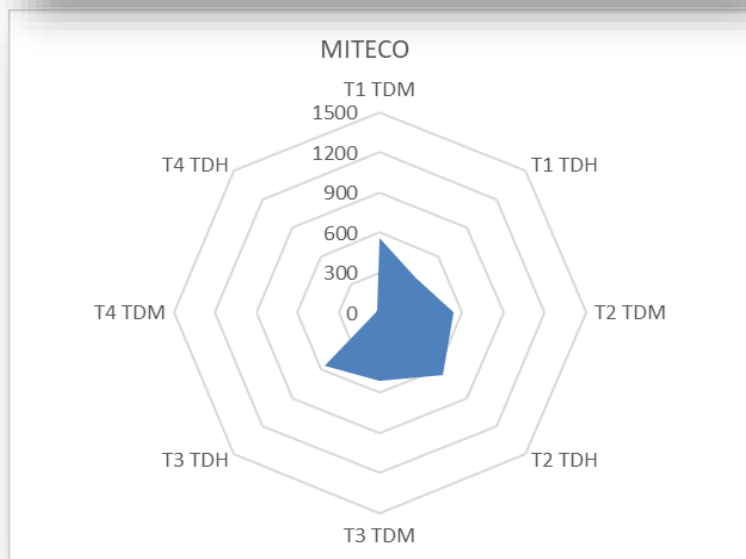 MITECO
T1 TDM
1500
T4 TDH
T1 TDH
1200
900
600
300
T4 TDM
0
T2 TDM
T3 TDH
T2 TDH
T3 TDM